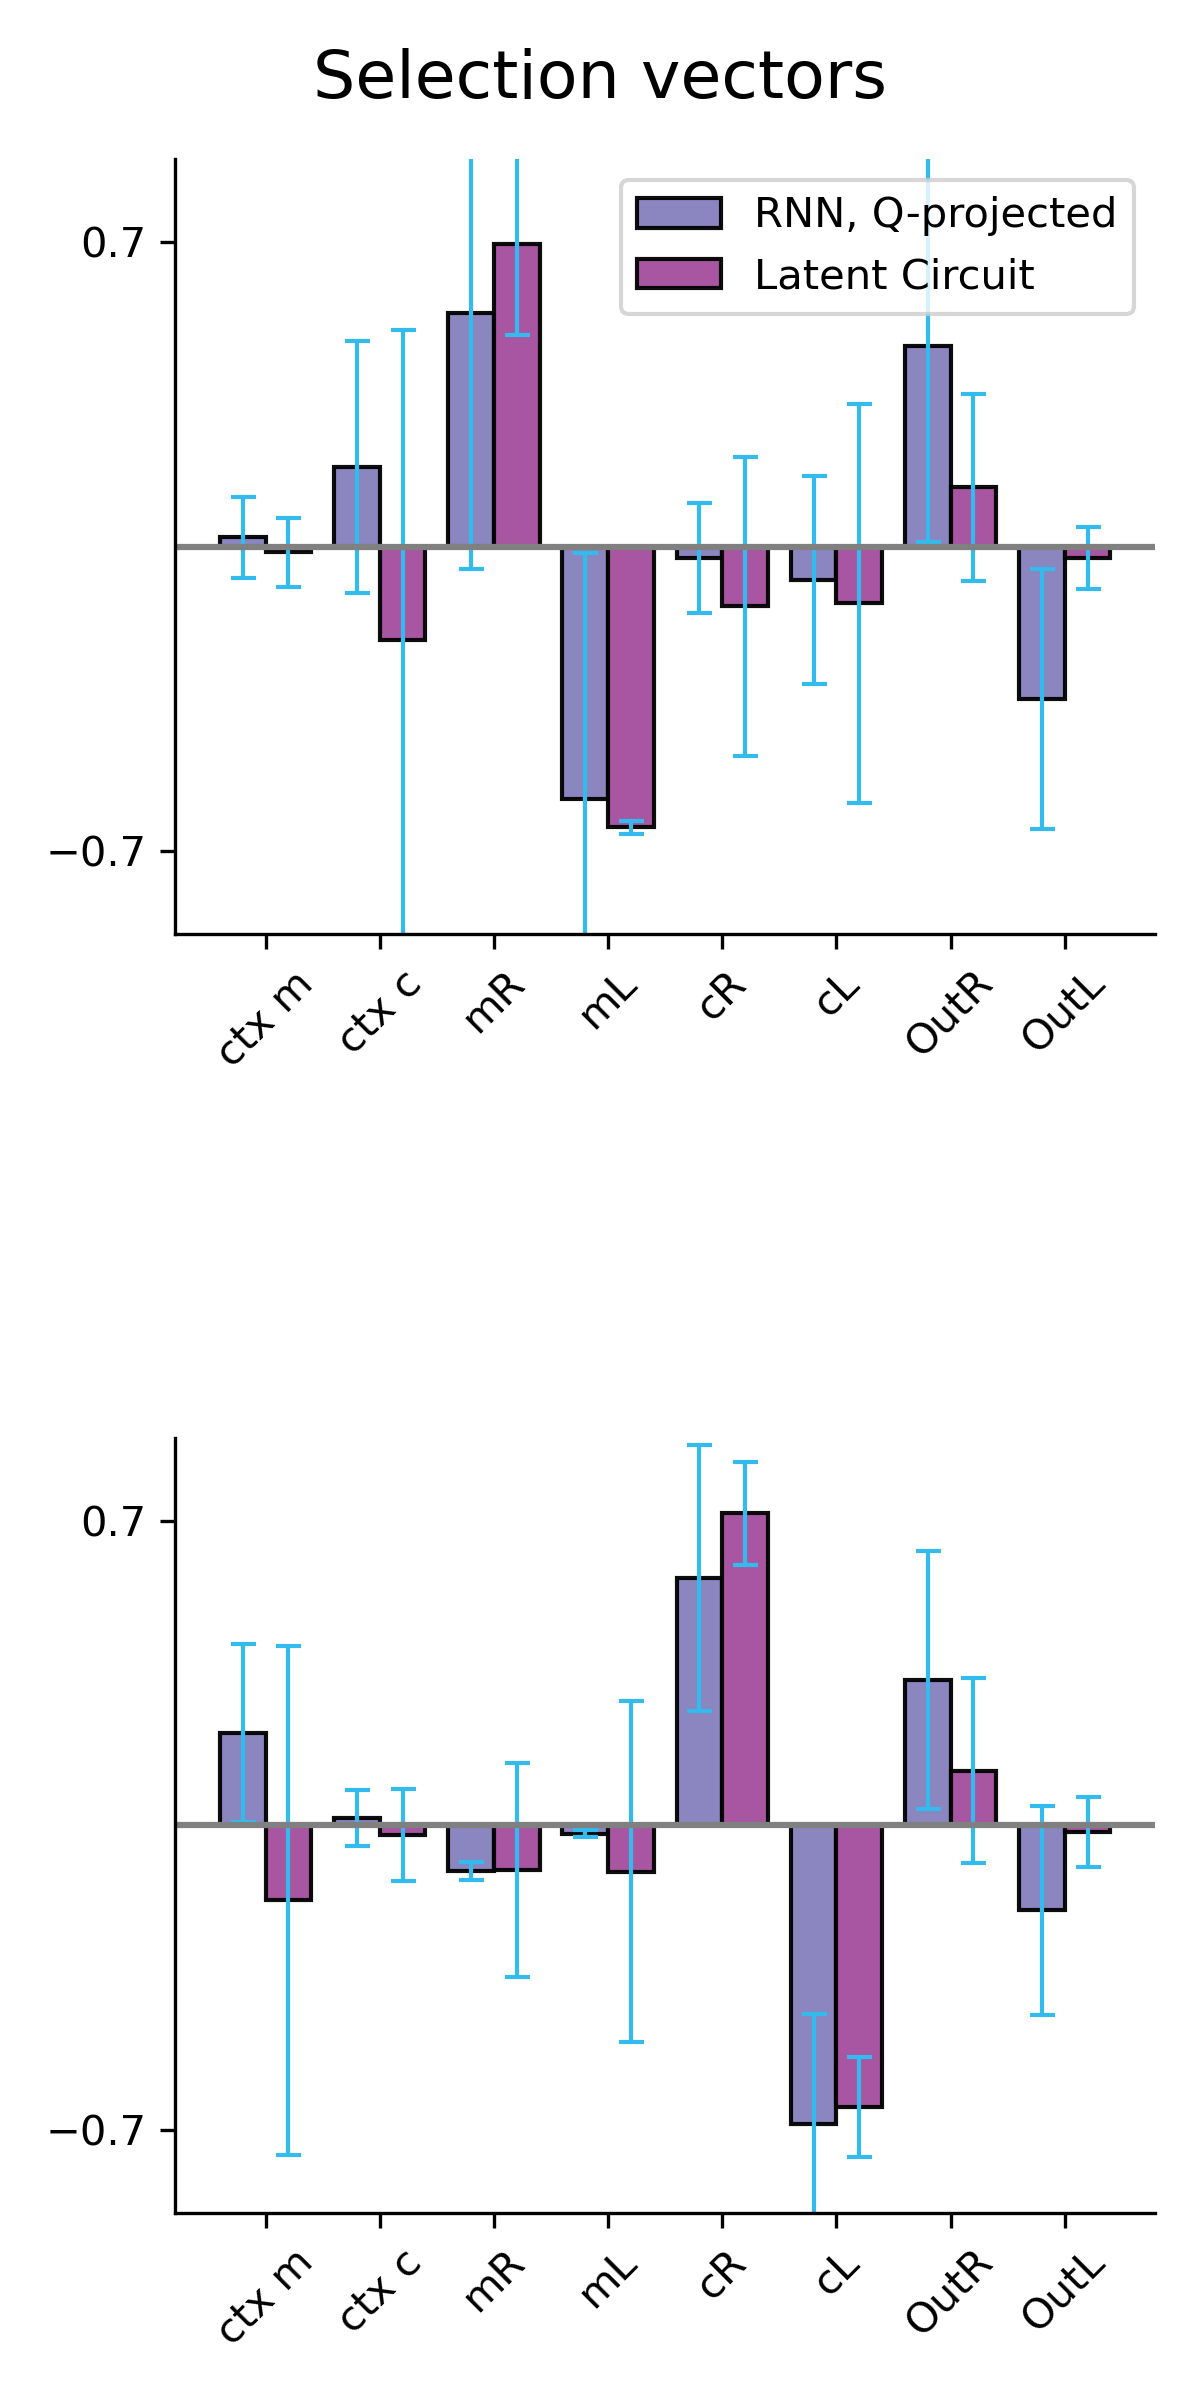 Selection vectors
RNN, Q-projected
Latent Circuit
0.7
−0.7
ctx m
ctx c
mR
mL
cR
cL
OutR
OutL
0.7
−0.7
ctx m
ctx c
mR
mL
cR
cL
OutR
OutL